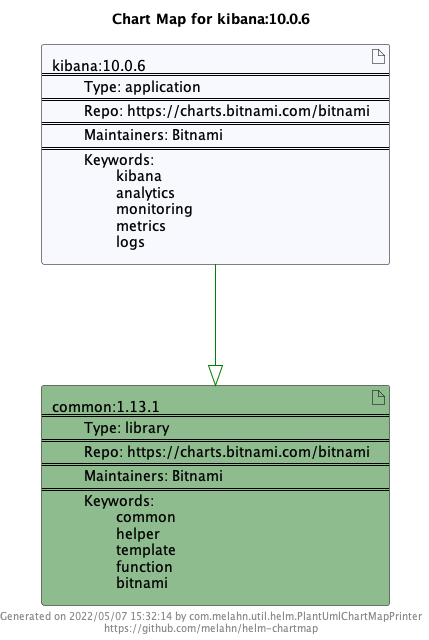 Chart Map for kibana:10.0.6
kibana:10.0.6
Type: application
Repo: https://charts.bitnami.com/bitnami
Maintainers: Bitnami
Keywords:
kibana
analytics
monitoring
metrics
logs
common:1.13.1
Type: library
Repo: https://charts.bitnami.com/bitnami
Maintainers: Bitnami
Keywords:
common
helper
template
function
bitnami
Generated on 2022/05/07 15:32:14 by com.melahn.util.helm.PlantUmlChartMapPrinter
https://github.com/melahn/helm-chartmap